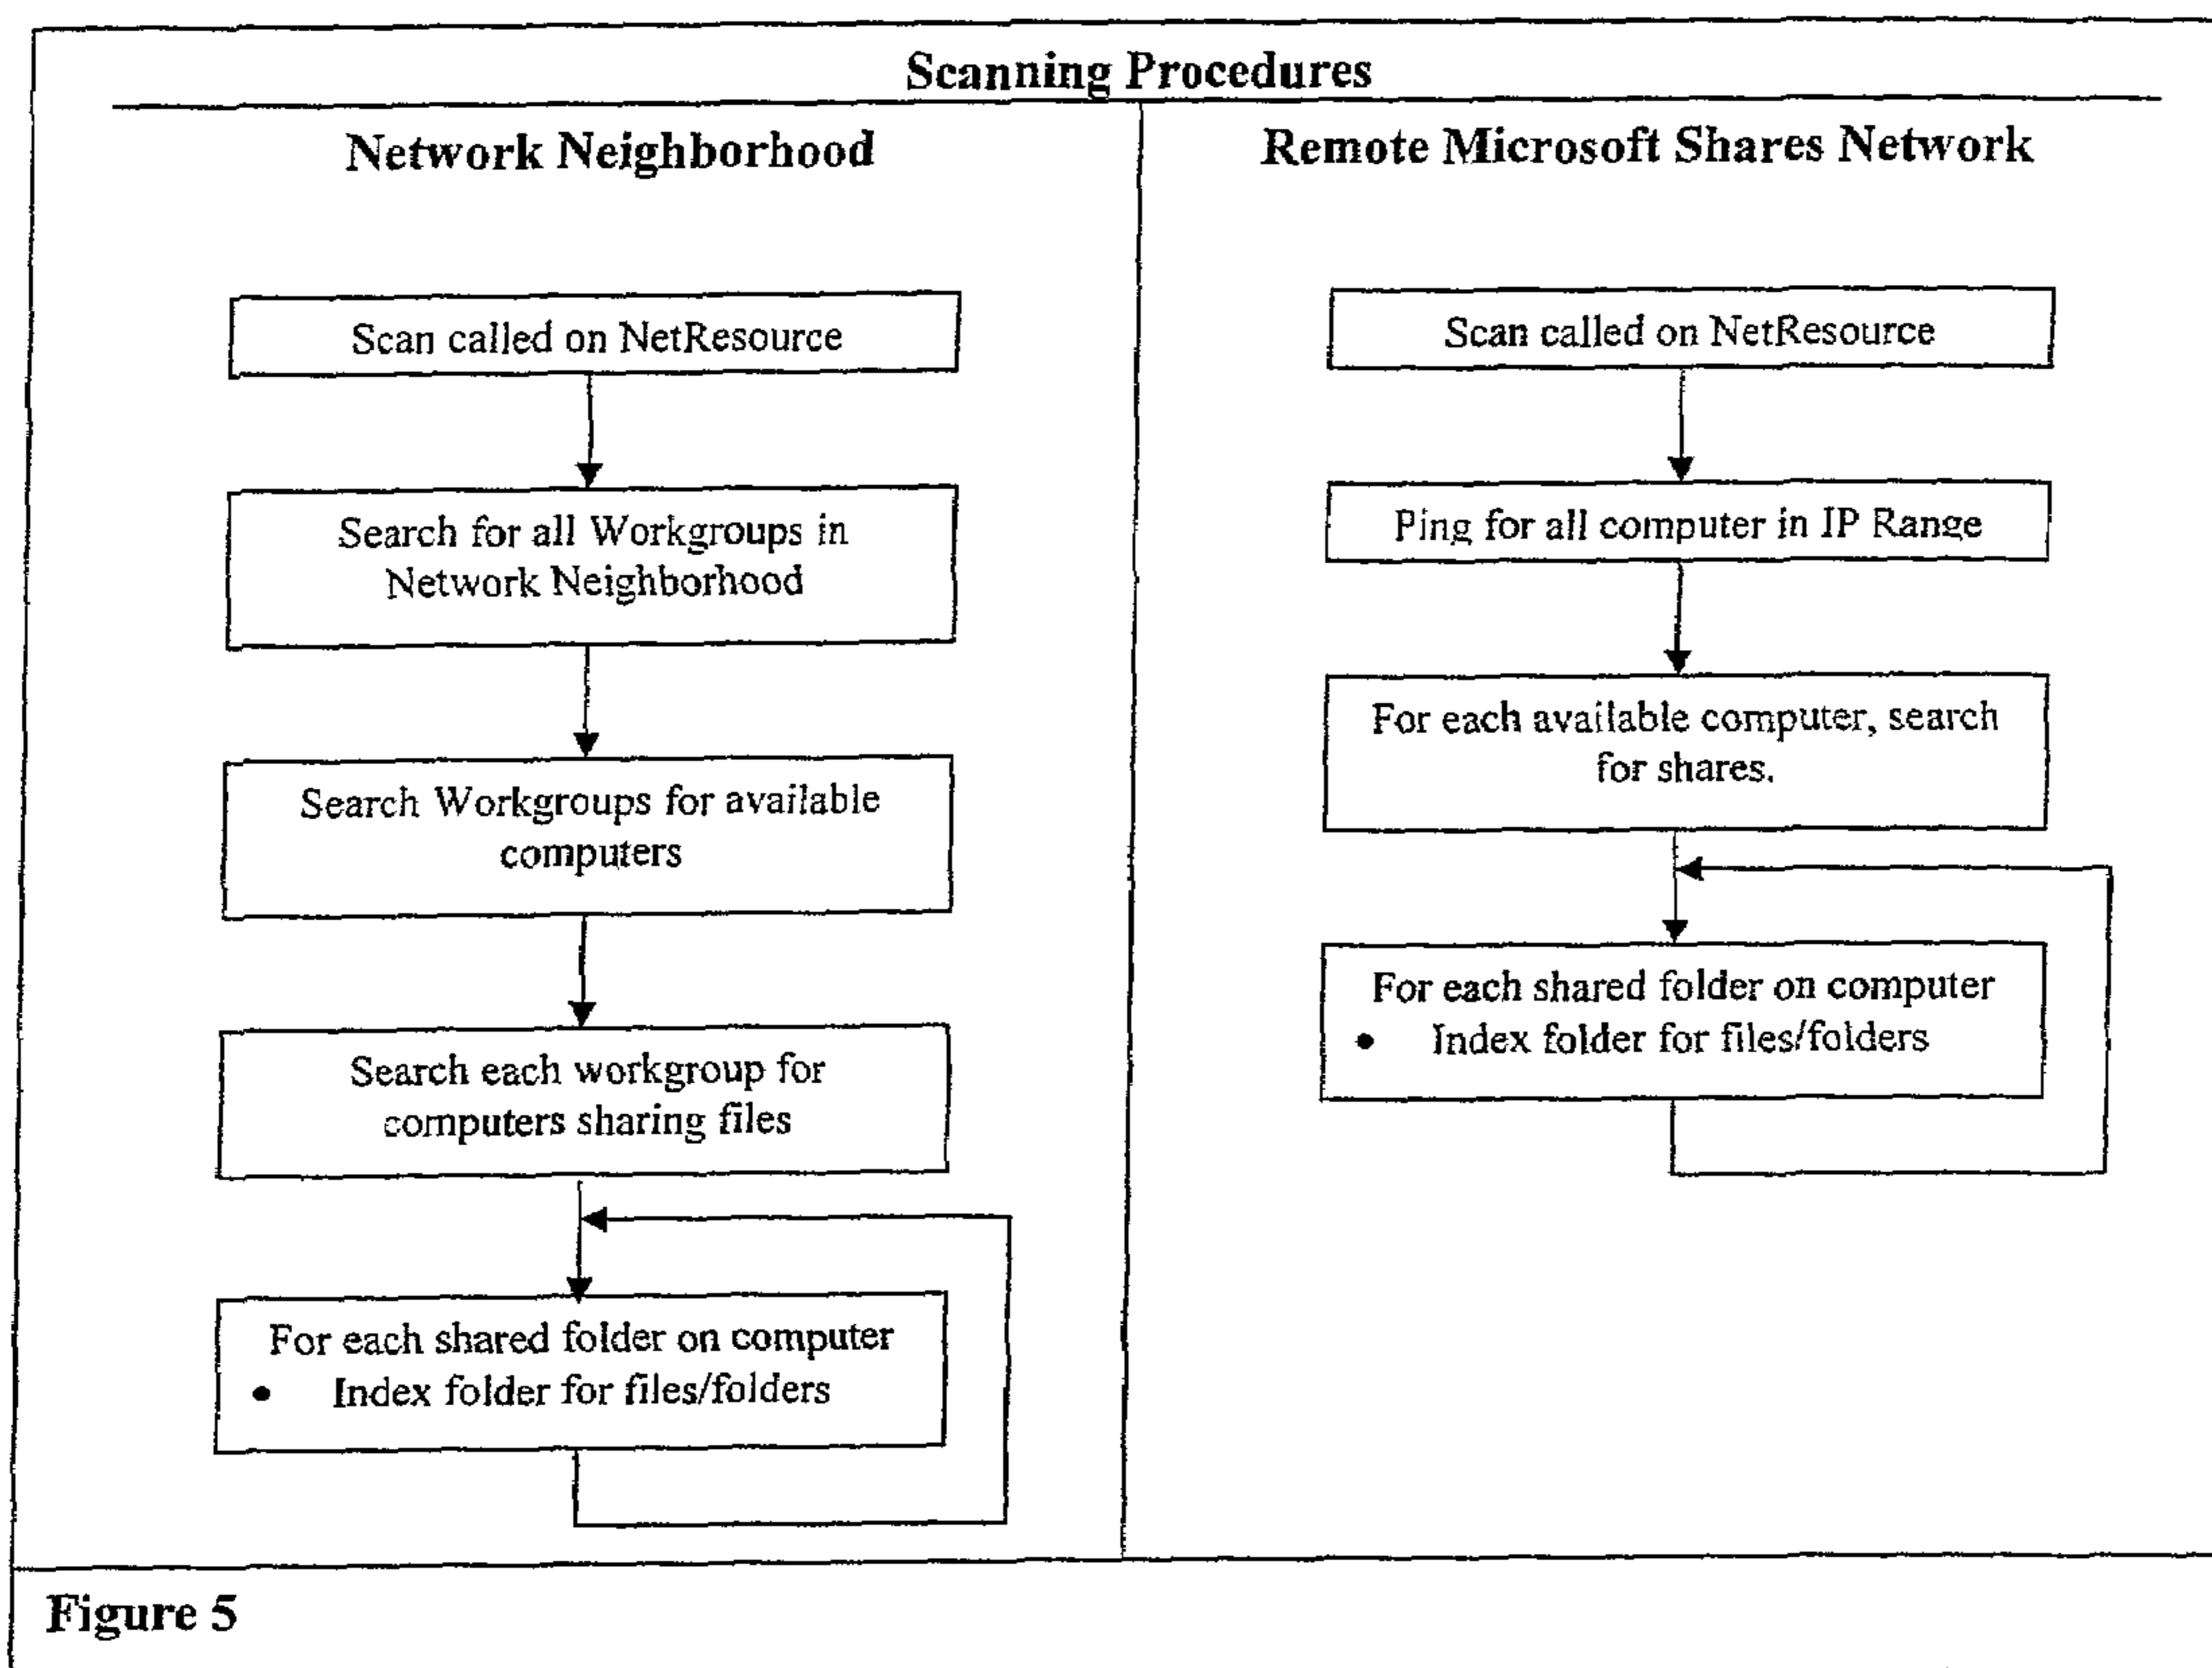 Scanning Procedures
Network Neighborhood
Scan called on NetResource
Search for all Workgroups in
Network Neighborhood
Search Workgroups for available
computers
Search each workgroup for
computers sharing files
For each shared folder on computer
• Index folder for files/folders
Remote Microsoft Shares Network
Scan called on NetResource
Ping for all computer in IP Range
For each available computer, search
for shares.
For each shared folder on computer
• Index folder for files/folders
Figure 5